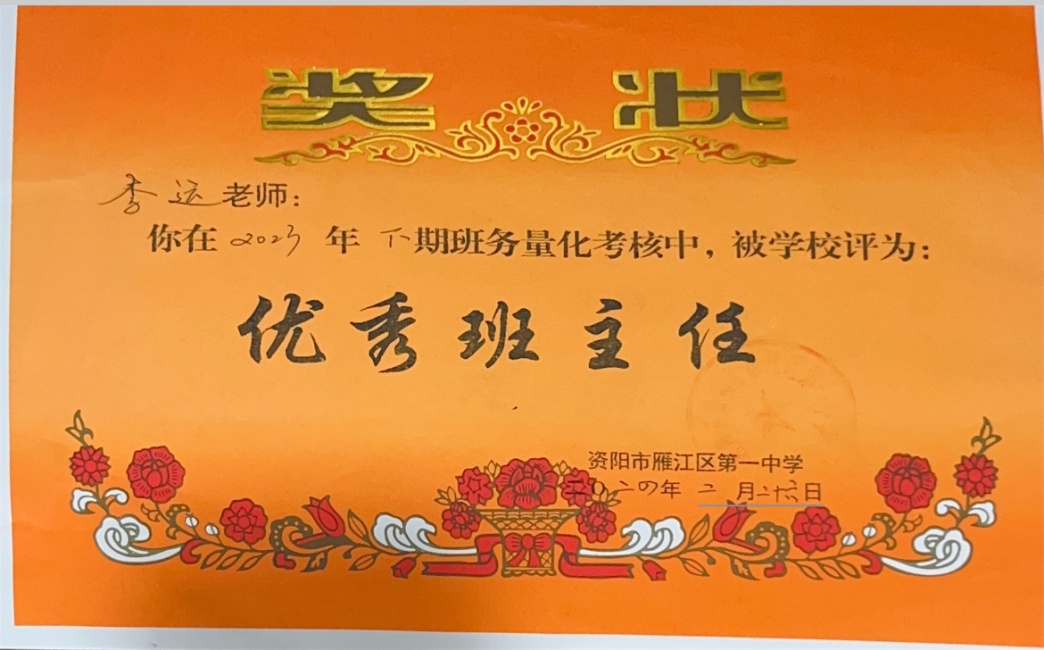 奖状
李运老师：
你在2023年下期班务量化考核中，被学校评为：
优秀班主任
资阳市雁江区第一中学
二〇二四年二月二十六日